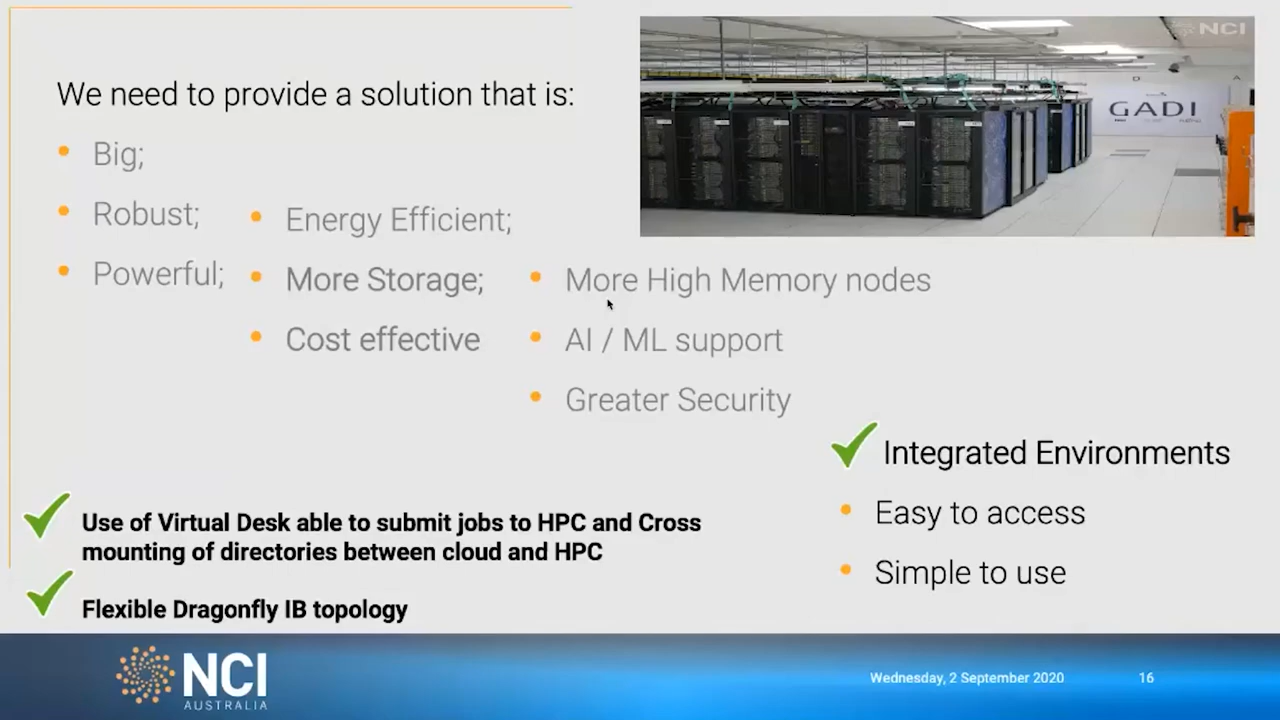 We need to provide a solution that is:
Big;
Robust;
Powerful;
Energy Efficient;
More Storage;
Cost effective
More High Memory nodes
AI / ML support
Greater Security
Integrated Environments
Easy to access
Simple to use
Use of Virtual Desk able to submit jobs to HPC and Cross
mounting of directories between cloud and HPC
Flexible Dragonfly IB topology
NCI
GADI
NCI
AUSTRALIA
Wednesday, 2 September 2020
16